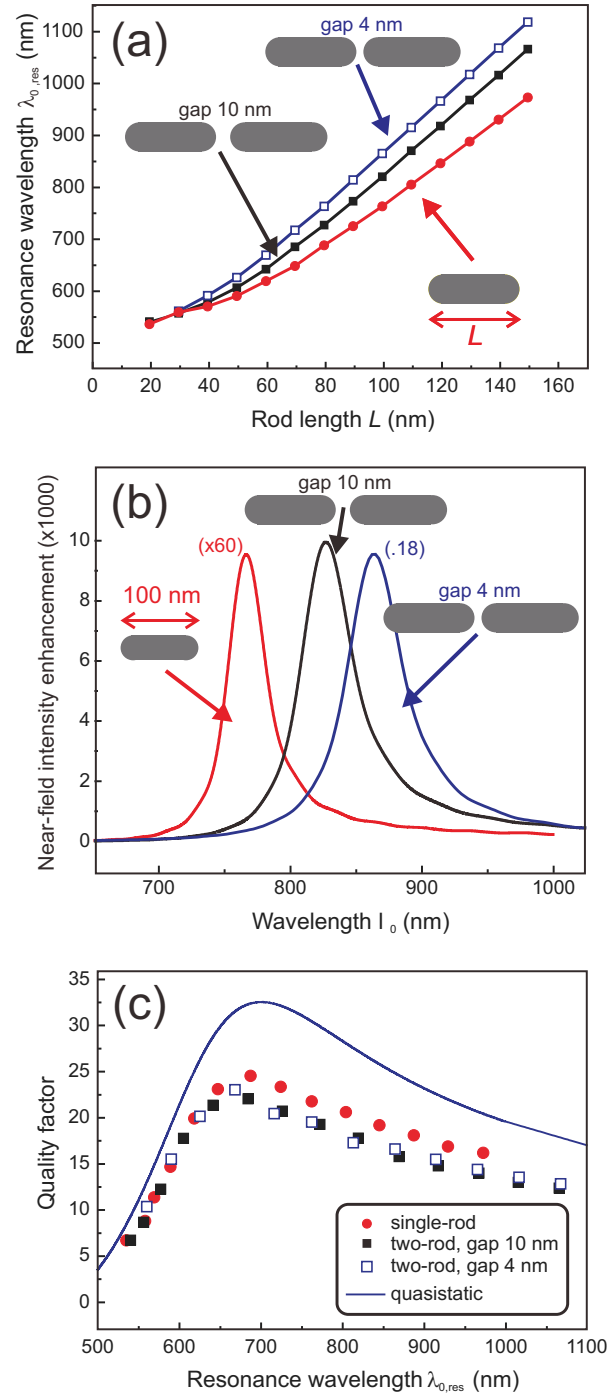 (a)
Resonance wavelength λ0,res (nm)
1100
1000
900
800
700
600
500
gap 4 nm
gap 10 nm
L
0 20 40 60 80 100 120 140 160
Rod length L (nm)
(b)
Near-field intensity enhancement (x1000)
10
8
6
4
2
0
gap 10 nm
(x60)
(.18)
100 nm
gap 4 nm
700 800 900 1000
Wavelength l 0 (nm)
(c)
Quality factor
35
30
25
20
15
10
5
0
single-rod
two-rod, gap 10 nm
two-rod, gap 4 nm
quasistatic
500 600 700 800 900 1000 1100
Resonance wavelength λ0,res (nm)